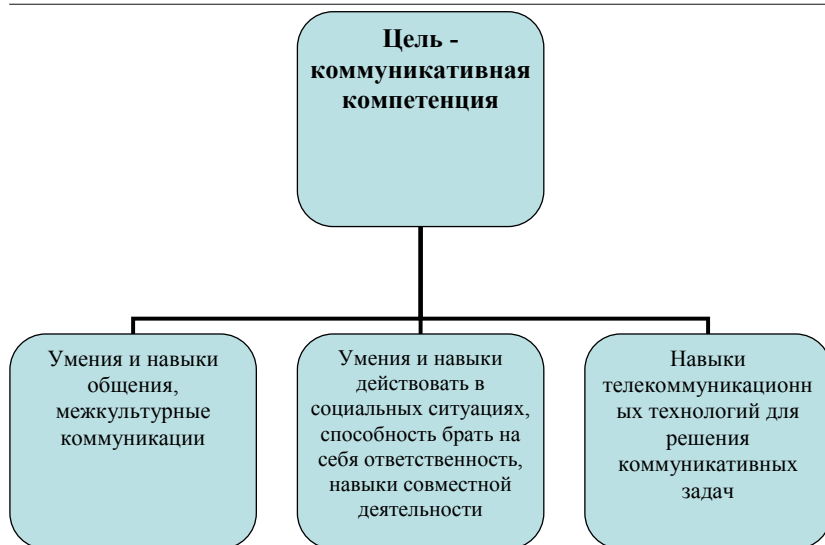 Цель -
коммуникативная
компетенция
Умения и навыки
общения,
межкультурные
коммуникации
Умения и навыки
действовать в
социальных ситуациях,
способность брать на
себя ответственность,
навыки совместной
деятельности
Навыки
телекоммуникационн
ых технологий для
решения
коммуникативных
задач